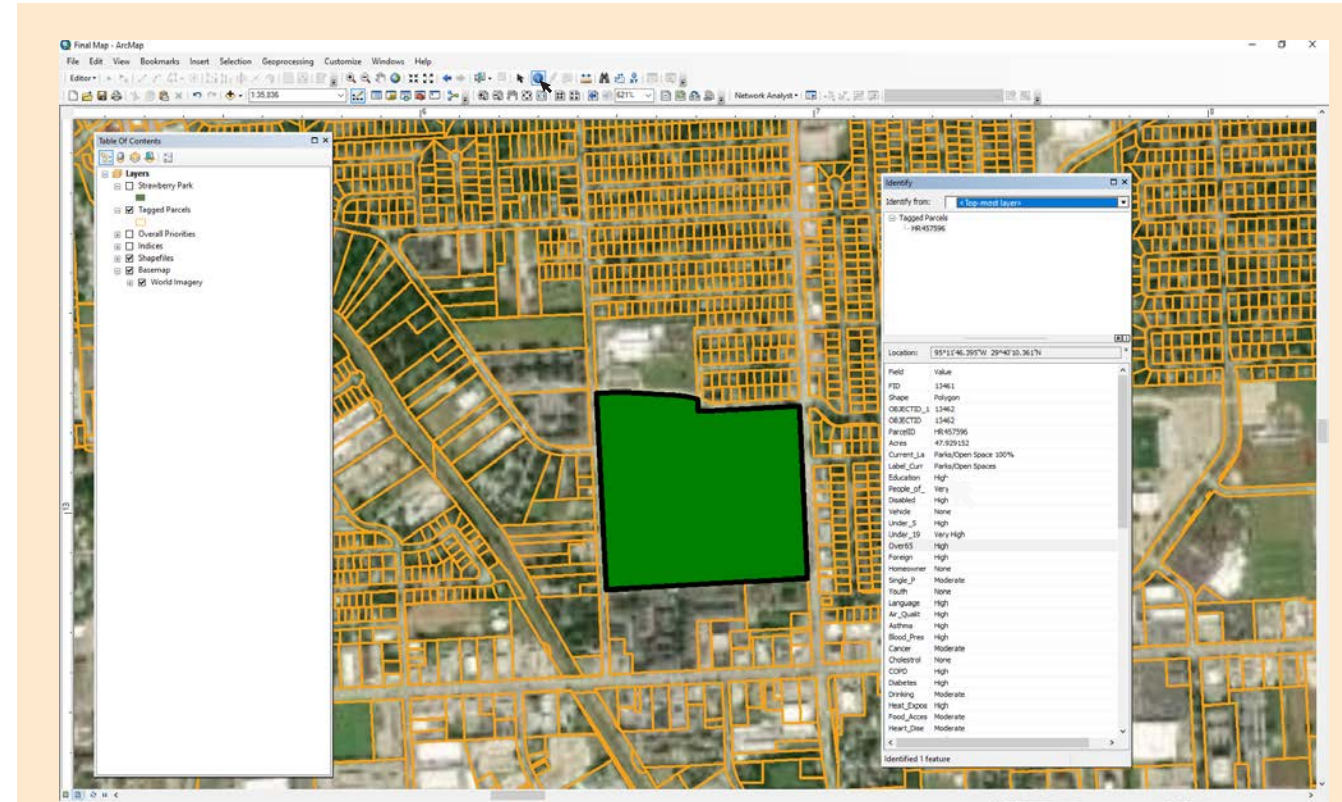 Final Map - ArcMap
File Edit View Bookmarks Insert Selection Geoprocessing Customize Windows Help
Editor
1:35,836
621%
Network Analyst
|6
|7
|8
|13
Table Of Contents
Layers
Strawberry Park
Tagged Parcels
Overall Priorities
Indices
Shapefiles
Basemap
World Imagery
Identify
Identify from: <Top-most layer>
Tagged Parcels
HR457596
Location: 95°11'46.395"W 29°40'10.361"N
Field Value
FID 13461
Shape Polygon
OBJECTID_1 13462
OBJECTID 13462
ParcelID HR457596
Acres 47.929152
Current_La Parks/Open Space 100%
Label_Curr Parks/Open Spaces
Education High
People_of_ Very
Disabled High
Vehicle None
Under_5 High
Under_19 Very High
Over65 High
Foreign High
Homeowner None
Single_P Moderate
Youth None
Language High
Air_Qualit High
Asthma High
Blood_Pres High
Cancer Moderate
Cholestrol None
COPD High
Diabetes High
Drinking Moderate
Heat_Expos High
Food_Acces Moderate
Heart_Dise Moderate
Identified 1 feature